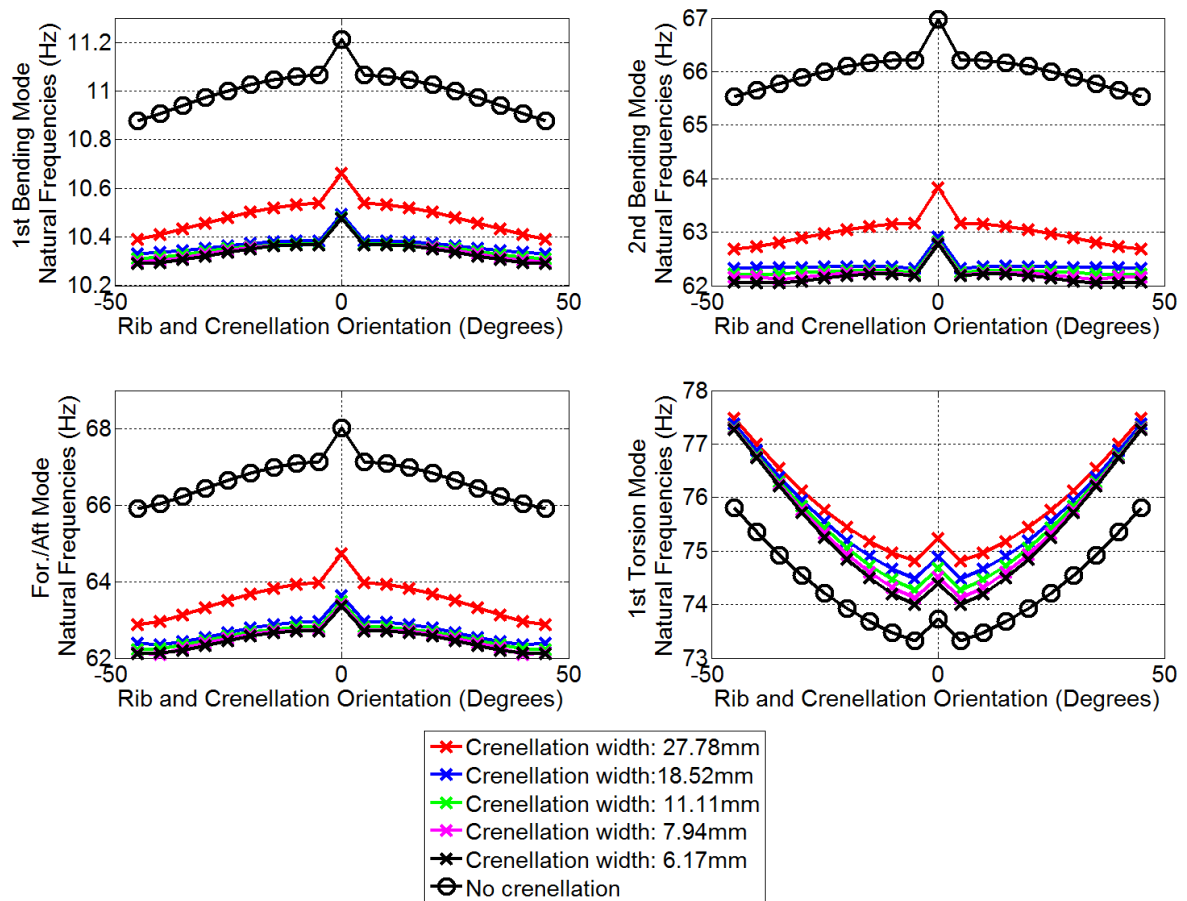 1st Bending Mode
Natural Frequencies (Hz)
11.2
11
10.8
10.6
10.4
10.2
-50
0
50
Rib and Crenellation Orientation (Degrees)
2nd Bending Mode
Natural Frequencies (Hz)
67
66
65
64
63
62
-50
0
50
Rib and Crenellation Orientation (Degrees)
For./Aft Mode
Natural Frequencies (Hz)
68
66
64
62
-50
0
50
Rib and Crenellation Orientation (Degrees)
1st Torsion Mode
Natural Frequencies (Hz)
78
77
76
75
74
73
-50
0
50
Rib and Crenellation Orientation (Degrees)
Crenellation width: 27.78mm
Crenellation width:18.52mm
Crenellation width: 11.11mm
Crenellation width: 7.94mm
Crenellation width: 6.17mm
No crenellation